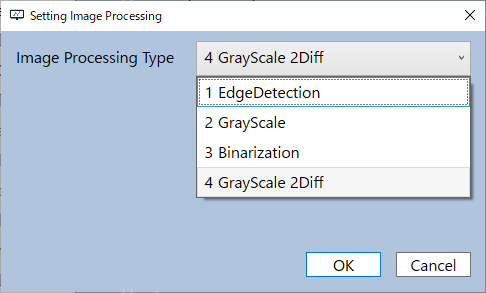 Setting Image Processing
Image Processing Type 4 GrayScale 2Diff
1 EdgeDetection
2 GrayScale
3 Binarization
4 GrayScale 2Diff
OK Cancel